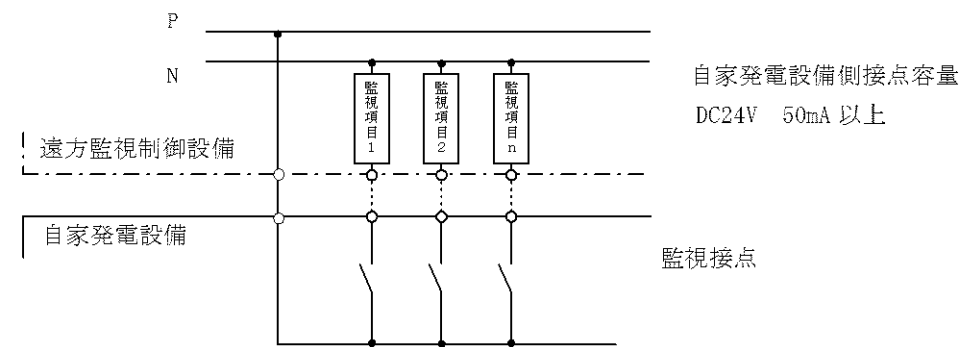 P
N
監視項目1
監視項目2
監視項目n
自家発電設備側接点容量
DC24V 50mA 以上
遠方監視制御設備
自家発電設備
監視接点